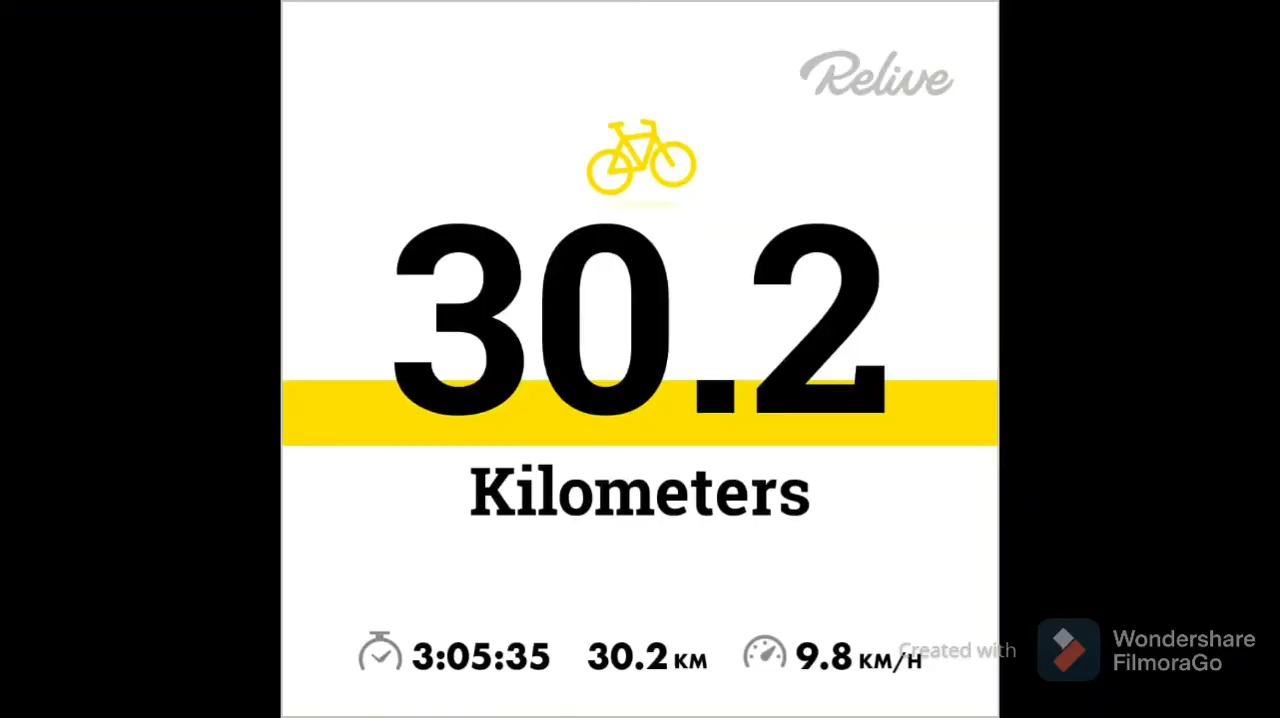 Relive
30.2
Kilometers
3:05:35 30.2 KM 9.8 KM/H
Created with
Wondershare
FilmoraGo